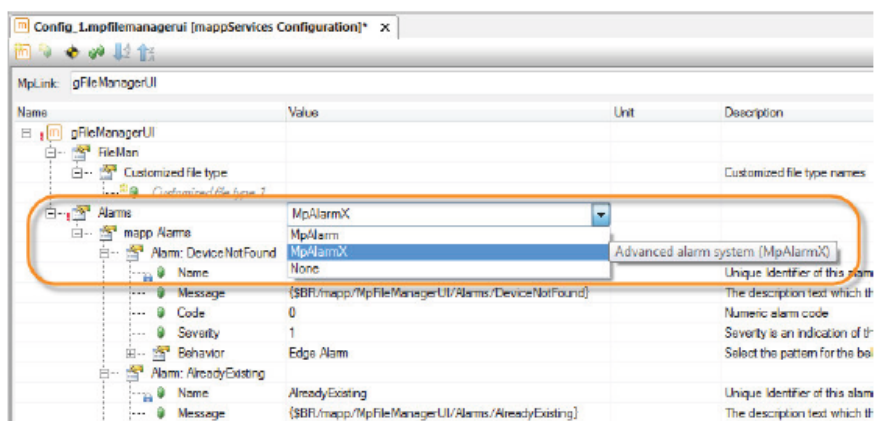 Config_1.mpfilemanagerui [mappServices Configuration]* x
MpLink: gFileManagerUI
Name Value Unit Description
gFileManagerUI
FileMan
Customized file type Customized file type names
Customized file type 1
Alarms MpAlarmX
mapp Alarms MpAlarm
Alarm: DeviceNotFound MpAlarmX Advanced alarm system (MpAlarmX)
Name None Unique Identifier of this alarm
Message {$BR/mapp/MpFileManagerUI/Alarms/DeviceNotFound} The description text which th
Code 0 Numeric alarm code
Severity 1 Severity is an indication of th
Behavior Edge Alarm Select the pattern for the be
Alarm: AlreadyExisting
Name AlreadyExisting Unique Identifier of this alarm
Message {$BR/mapp/MpFileManagerUI/Alarms/AlreadyExisting} The description text which th